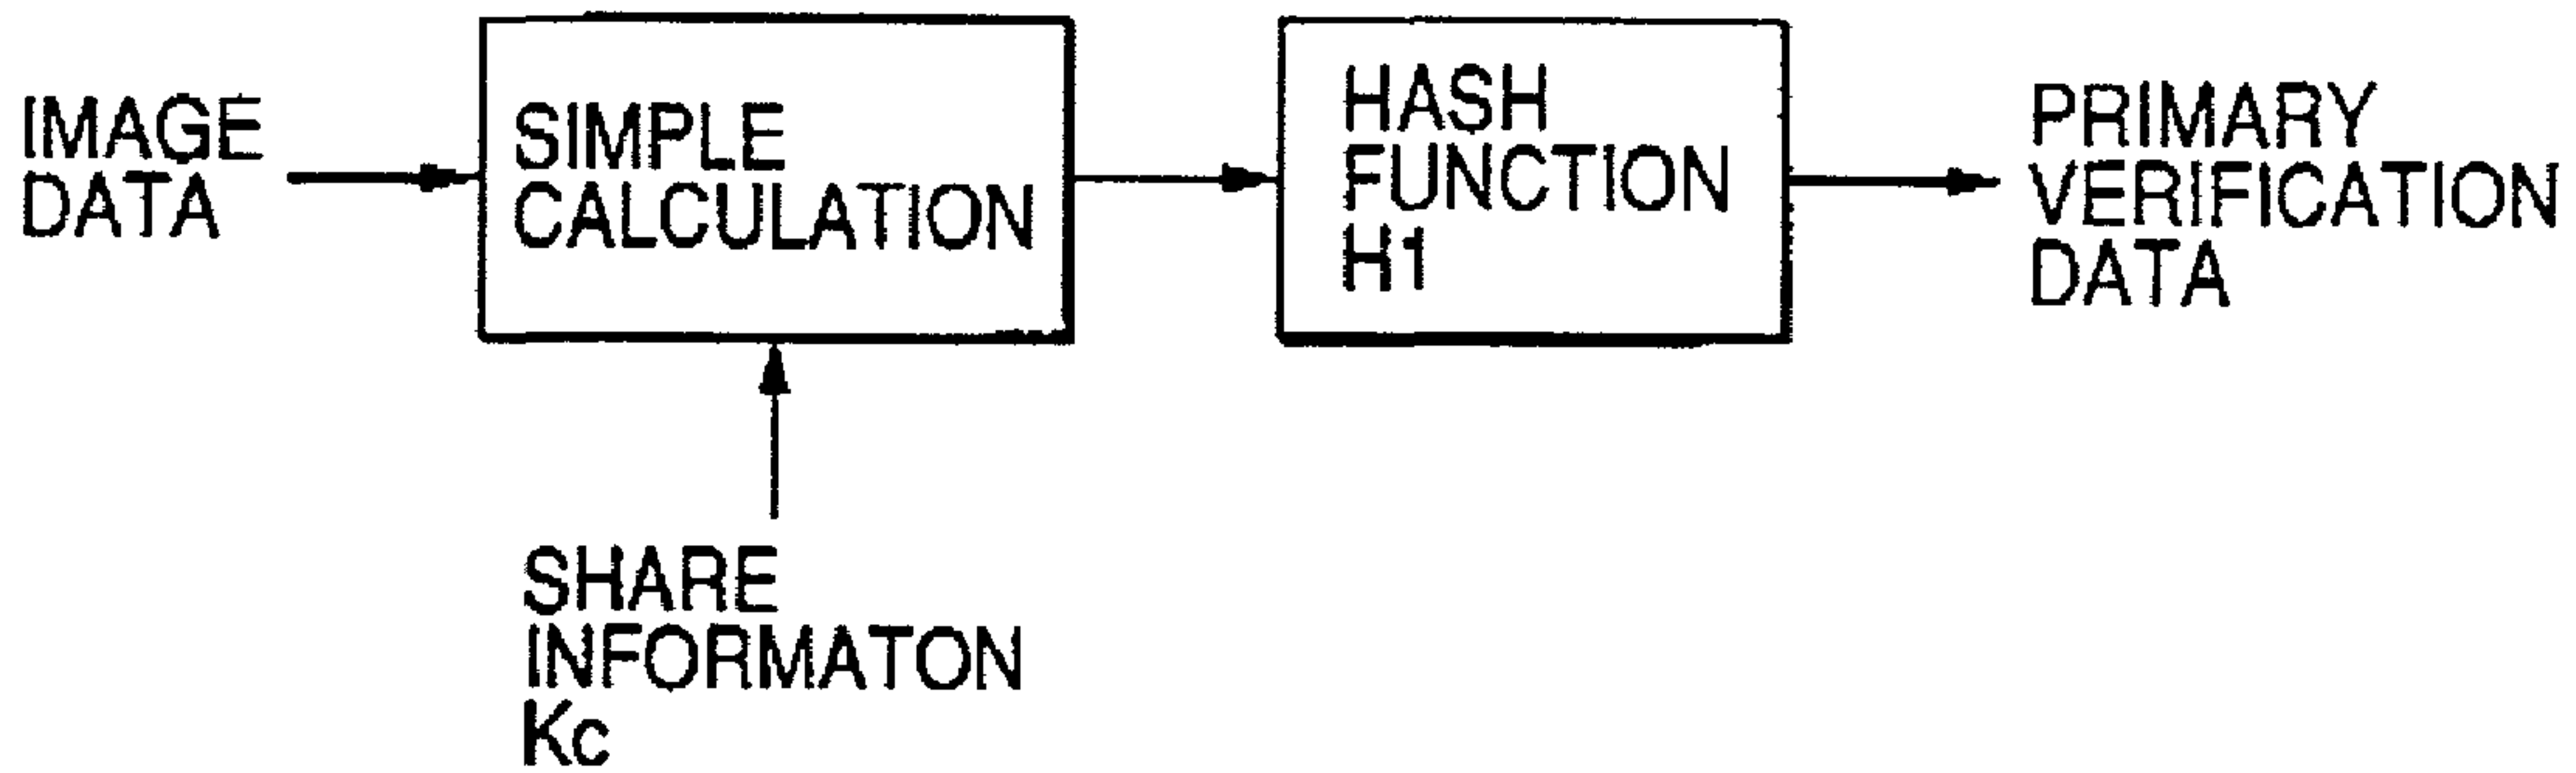 IMAGE
DATA
SIMPLE
CALCULATION
HASH
FUNCTION
H1
PRIMARY
VERIFICATION
DATA
SHARE
INFORMATON
Kc